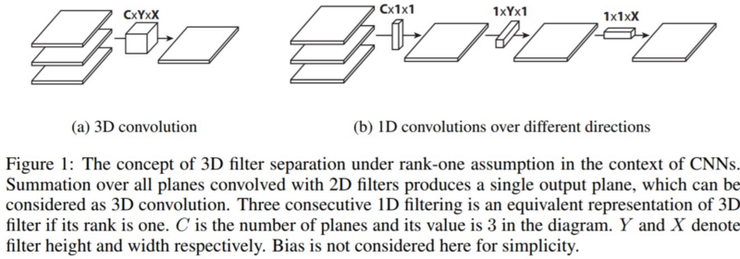 CxYxX
Cx1x1
1xYx1
1x1xX
(a) 3D convolution
(b) 1D convolutions over different directions
Figure 1: The concept of 3D filter separation under rank-one assumption in the context of CNNs.
Summation over all planes convolved with 2D filters produces a single output plane, which can be
considered as 3D convolution. Three consecutive 1D filtering is an equivalent representation of 3D
filter if its rank is one. C is the number of planes and its value is 3 in the diagram. Y and X denote
filter height and width respectively. Bias is not considered here for simplicity.